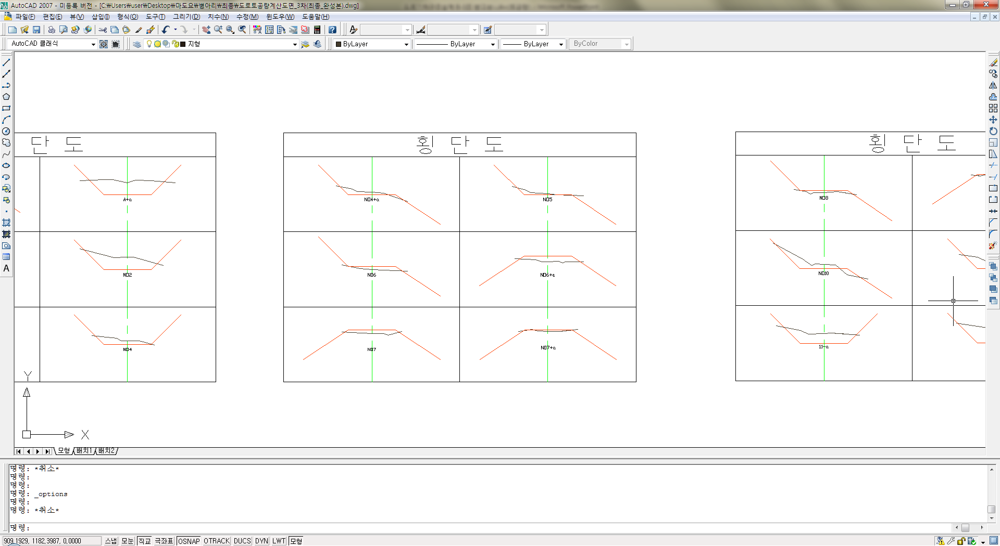 AutoCAD 2007 - 미등록 버전 - [C:￦Users￦user￦Desktop￦마도요￦병아리￦최종￦도로토공량계산도면_3차(최종_완성본).dwg]
파일(F) 편집(E) 뷰(V) 삽입(I) 형식(O) 도구(T) 그리기(D) 치수(N) 수정(M) 윈도우(W) 도움말(H)
AutoCAD 클래식 지형 ByLayer ByLayer ByLayer ByColor
단 도 횡 단 도 횡 단 도
A+a NO4+a NO5 NO8
NO2 NO6 NO6+a NO10
NO4 NO7 NO7+a 11+a
Y
X
모형 배치1 배치2
명령: *취소*
명령:
명령:
명령: _options
명령:
명령: *취소*
명령:
909,1929, 1182,3987, 0,0000 스냅 모눈 직교 극좌표 OSNAP OTRACK DUCS DYN LWT 모형
A